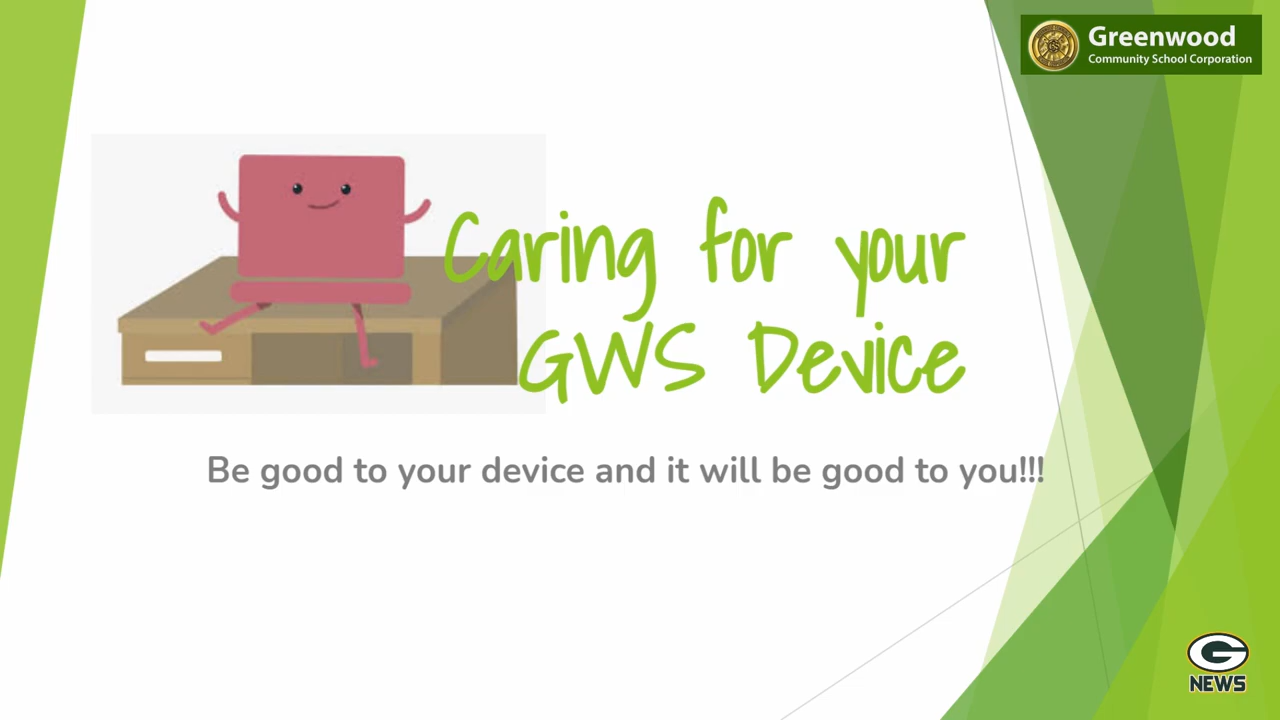 Greenwood
Community School Corporation
Caring for your
GWS Device
Be good to your device and it will be good to you!!!
G
NEWS